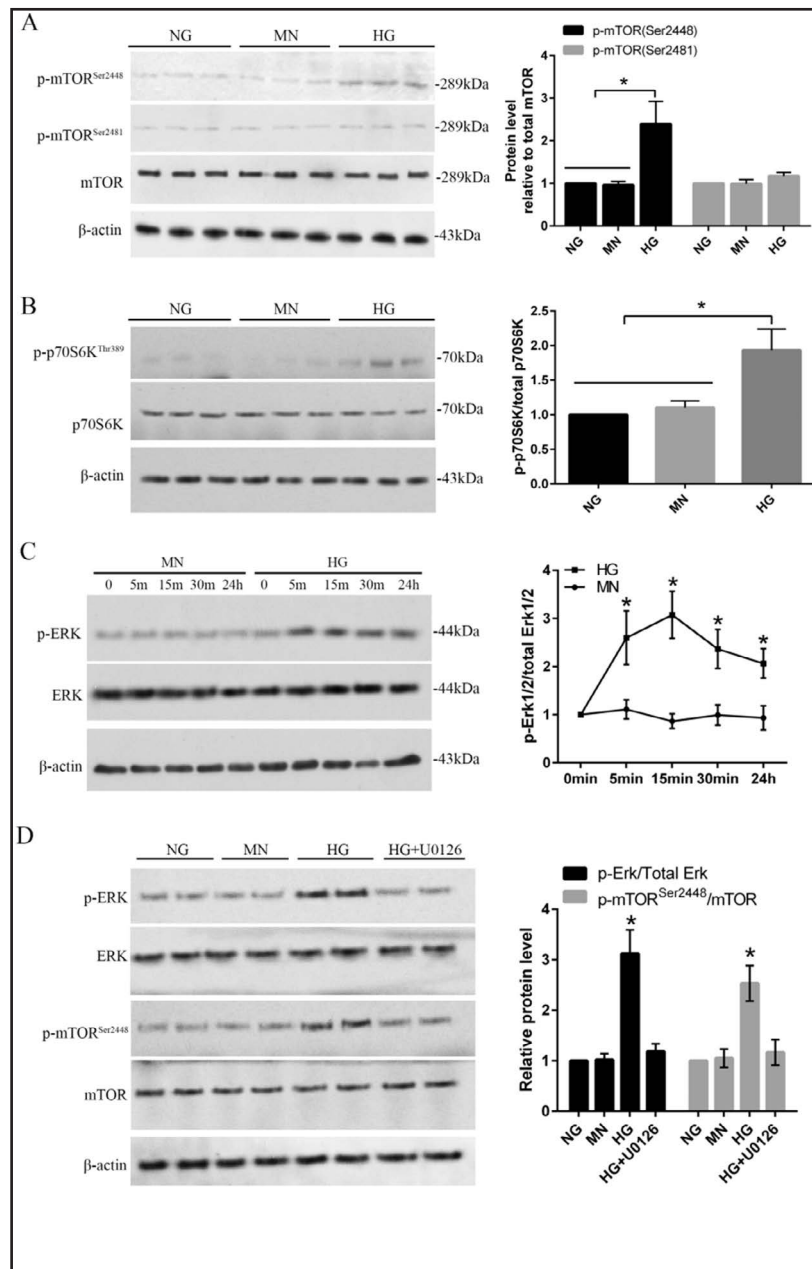 A
NG MN HG
p-mTOR^Ser2448
-289kDa
p-mTOR^Ser2481
-289kDa
mTOR
-289kDa
β-actin
-43kDa
p-mTOR(Ser2448)
p-mTOR(Ser2481)
Protein level
relative to total mTOR
4
3
2
1
0
*
NG MN HG NG MN HG
B
NG MN HG
p-p70S6K^Thr389
-70kDa
p70S6K
-70kDa
β-actin
-43kDa
p-p70S6K/total p70S6K
2.5
2.0
1.5
1.0
0.5
0.0
*
NG MN HG
C
MN HG
0 5m 15m 30m 24h 0 5m 15m 30m 24h
p-ERK
-44kDa
ERK
-44kDa
β-actin
-43kDa
HG
MN
p-Erk1/2/total Erk1/2
4
3
2
1
0
* * * *
0min 5min 15min 30min 24h
D
NG MN HG HG+U0126
p-ERK
ERK
p-mTOR^Ser2448
mTOR
β-actin
p-Erk/Total Erk
p-mTOR^Ser2448/mTOR
Relative protein level
4
3
2
1
0
* *
NG MN HG HG+U0126 NG MN HG HG+U0126